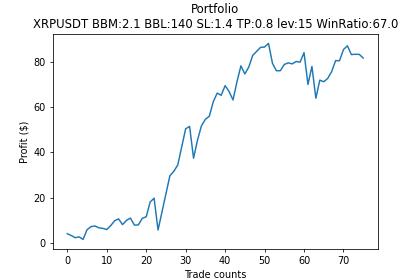 Portfolio
XRPUSDT BBM:2.1 BBL:140 SL:1.4 TP:0.8 lev:15 WinRatio:67.0
Profit ($)
80
60
40
20
0
0 10 20 30 40 50 60 70
Trade counts